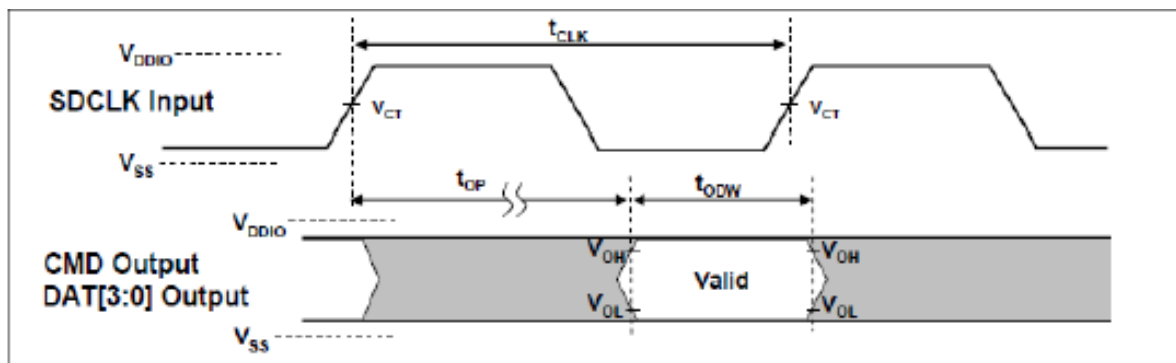 tCLK
VDDIO
SDCLK Input
VCT
VCT
VSS
tOP
tODW
VDDIO
VOH
VOH
CMD Output
Valid
DAT[3:0] Output
VOL
VOL
VSS